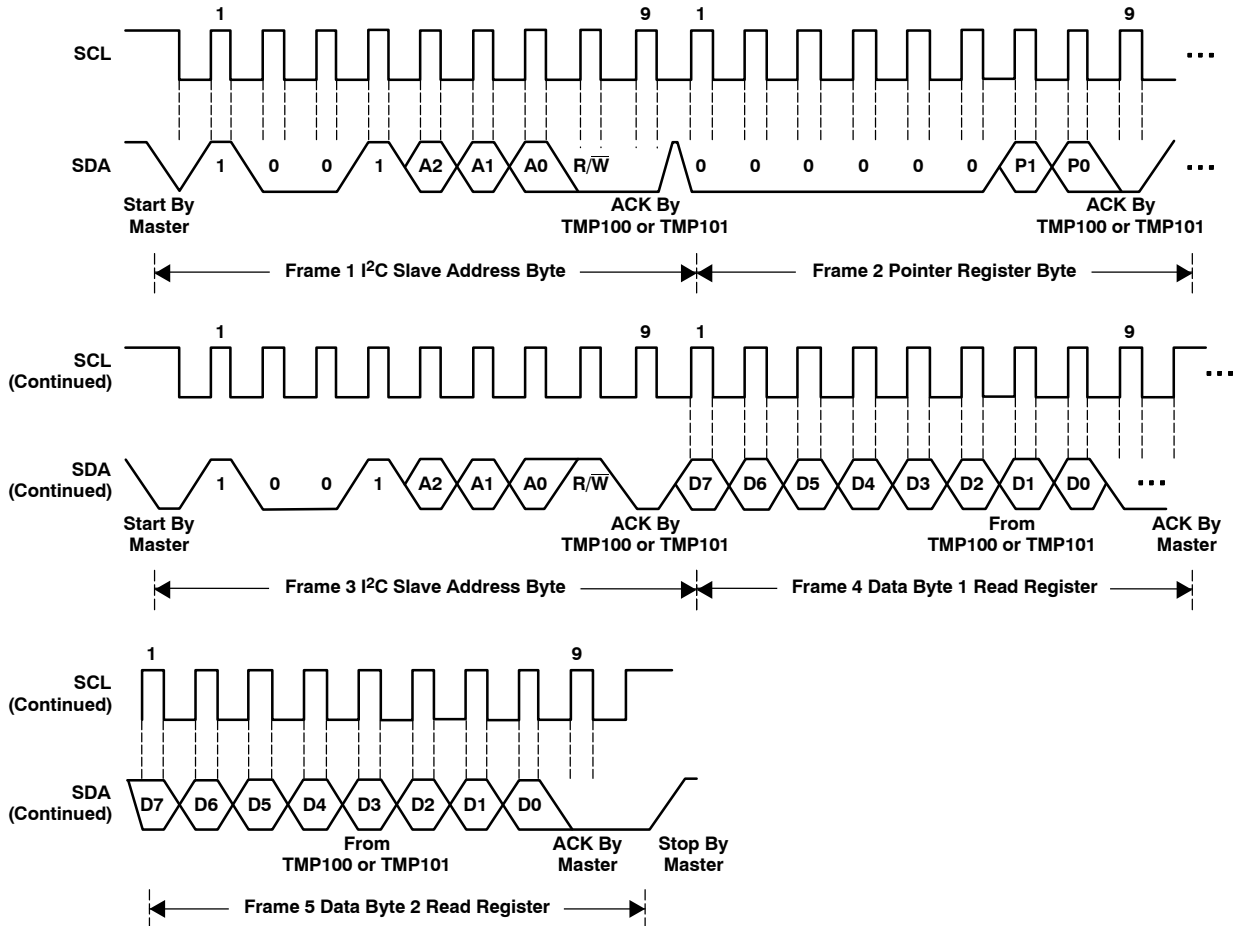 1 9 1 9
SCL ...
SDA 1 0 0 1 A2 A1 A0 R/W̅ 0 0 0 0 0 0 P1 P0 ...
Start By Master
ACK By TMP100 or TMP101
ACK By TMP100 or TMP101
Frame 1 I²C Slave Address Byte
Frame 2 Pointer Register Byte
1 9 1 9
SCL (Continued) ...
SDA (Continued) 1 0 0 1 A2 A1 A0 R/W̅ D7 D6 D5 D4 D3 D2 D1 D0 ...
Start By Master
ACK By TMP100 or TMP101
From TMP100 or TMP101
ACK By Master
Frame 3 I²C Slave Address Byte
Frame 4 Data Byte 1 Read Register
1 9
SCL (Continued)
SDA (Continued) D7 D6 D5 D4 D3 D2 D1 D0
From TMP100 or TMP101
ACK By Master
Stop By Master
Frame 5 Data Byte 2 Read Register